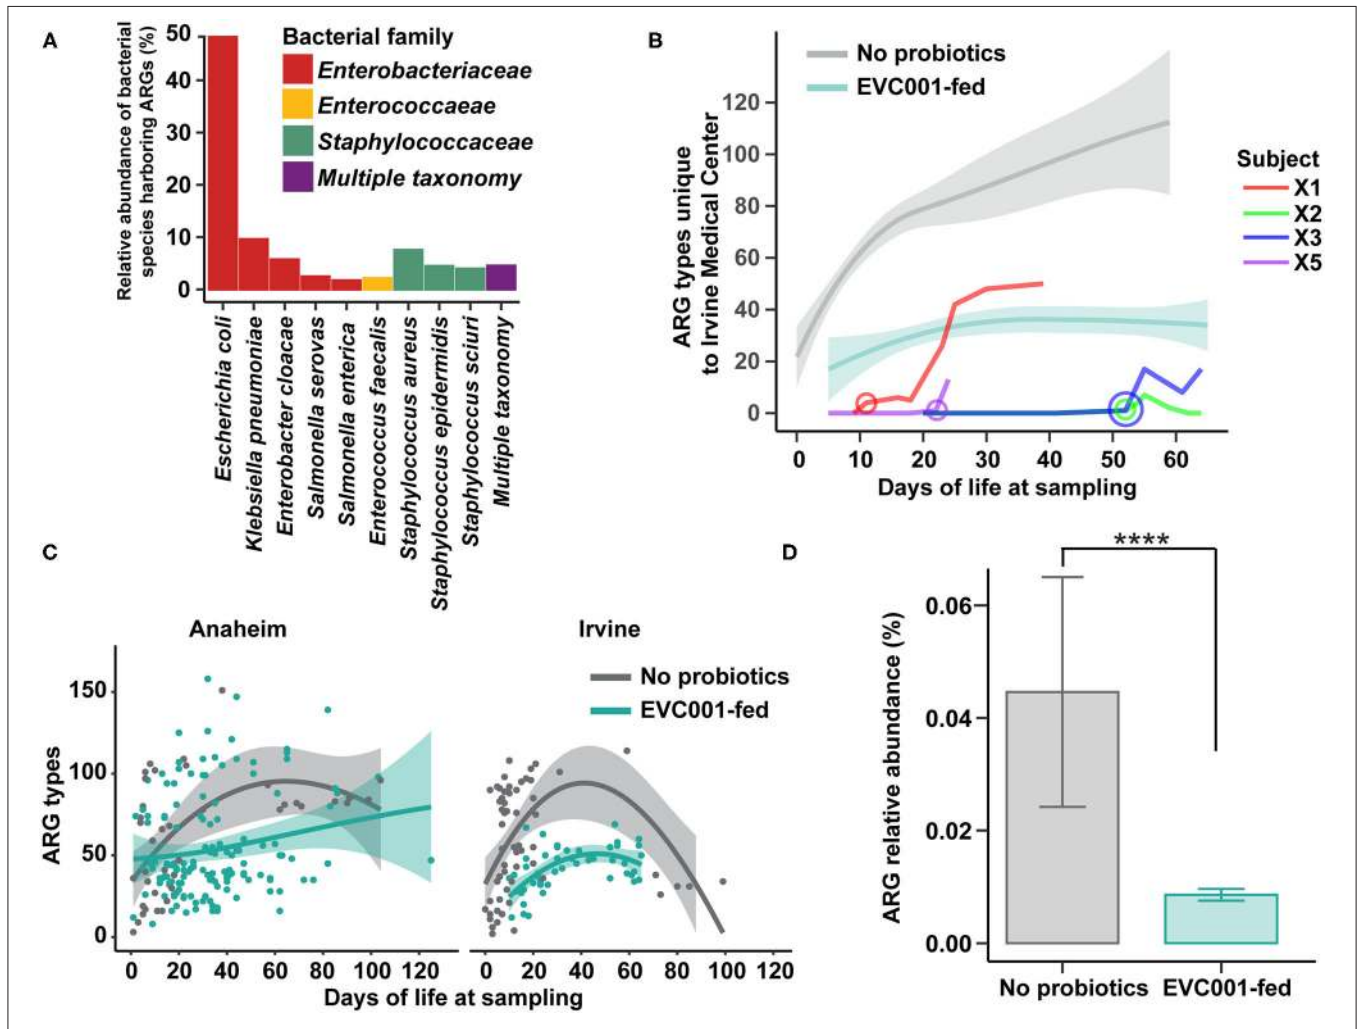 A
Relative abundance of bacterial
species harboring ARGs (%)
50
40
30
20
10
0
Bacterial family
Enterobacteriaceae
Enterococcaeae
Staphylococcaceae
Multiple taxonomy
Escherichia coli
Klebsiella pneumoniae
Enterobacter cloacae
Salmonella serovas
Salmonella enterica
Enterococcus faecalis
Staphylococcus aureus
Staphylococcus epidermidis
Staphylococcus sciuri
Multiple taxonomy
B
ARG types unique
to Irvine Medical Center
120
100
80
60
40
20
0
No probiotics
EVC001-fed
0 10 20 30 40 50 60
Days of life at sampling
Subject
X1
X2
X3
X5
C
Anaheim
Irvine
ARG types
150
100
50
0
No probiotics
EVC001-fed
0 20 40 60 80 100 120
0 20 40 60 80 100 120
Days of life at sampling
D
ARG relative abundance (%)
0.06
0.04
0.02
0.00
****
No probiotics EVC001-fed